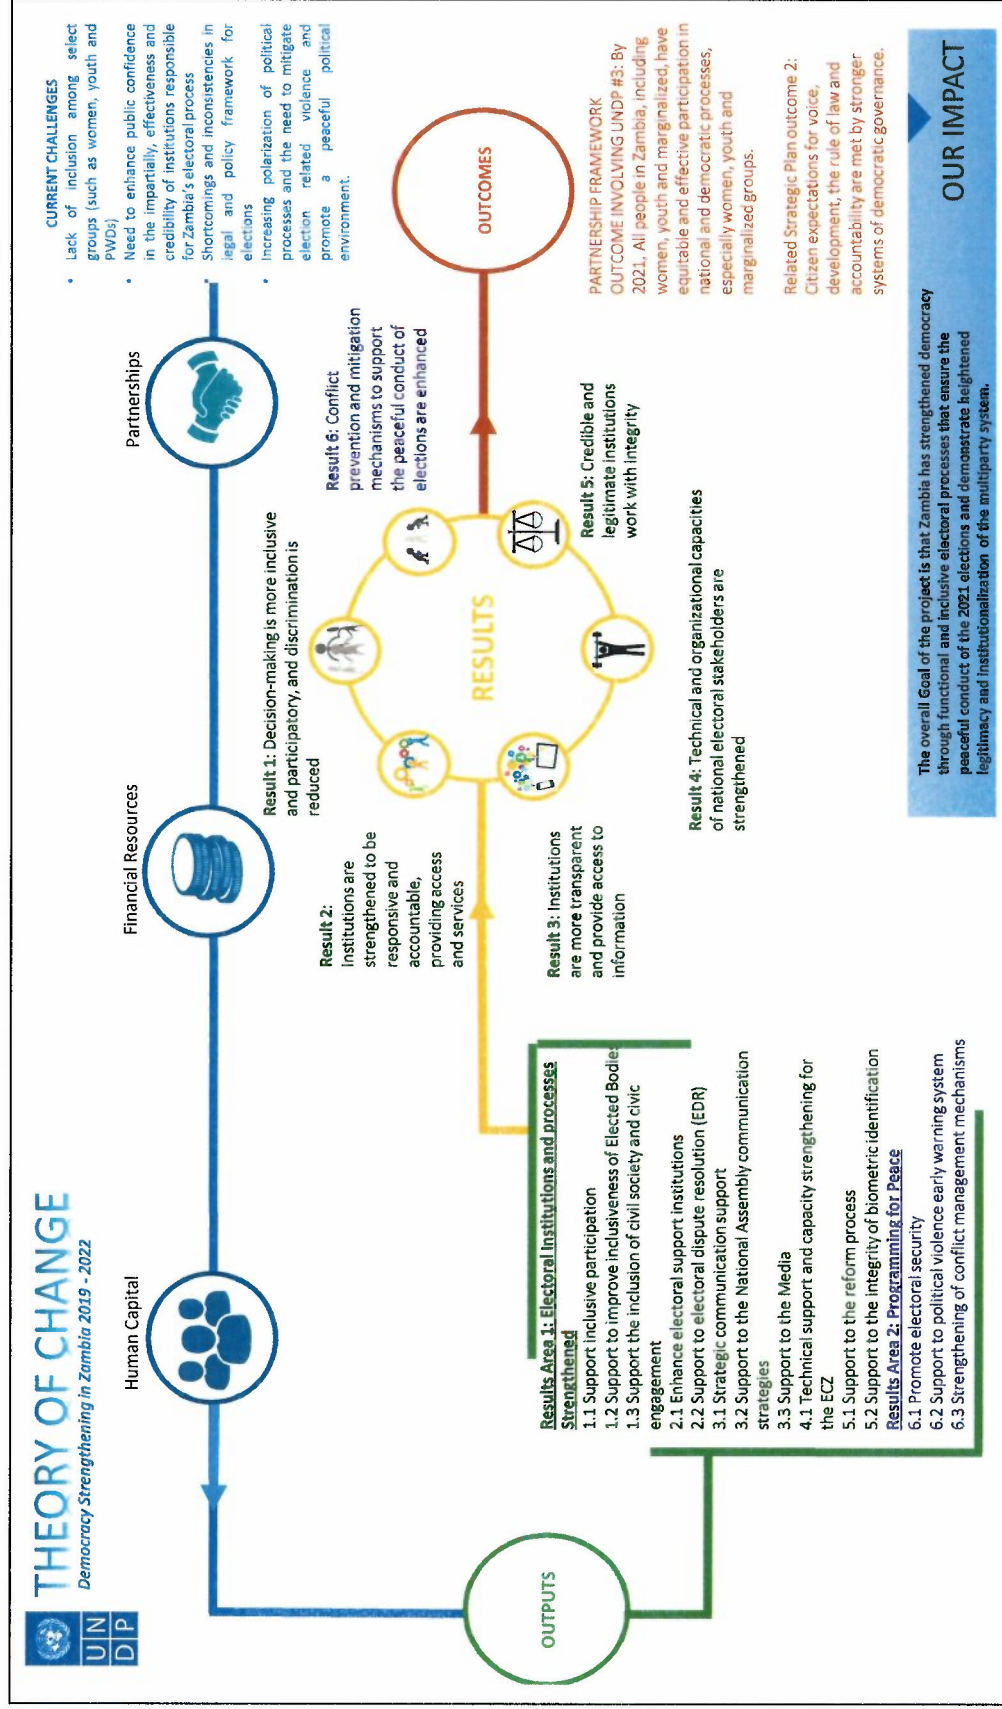 UN
DP
THEORY OF CHANGE
Democracy Strengthening in Zambia 2019 - 2022
Human Capital
Financial Resources
Partnerships
CURRENT CHALLENGES
• Lack of inclusion among select
groups (such as women, youth and
PWDs)
• Need to enhance public confidence
in the impartially, effectiveness and
credibility of institutions responsible
for Zambia's electoral process
• Shortcomings and inconsistencies in
legal and policy framework for
elections
• Increasing polarization of political
processes and the need to mitigate
election related violence and
promote a peaceful political
environment.
OUTPUTS
Results Area 1: Electoral Institutions and processes
Strengthened
1.1 Support inclusive participation
1.2 Support to improve inclusiveness of Elected Bodies
1.3 Support the inclusion of civil society and civic
engagement
2.1 Enhance electoral support institutions
2.2 Support to electoral dispute resolution (EDR)
3.1 Strategic communication support
3.2 Support to the National Assembly communication
strategies
3.3 Support to the Media
4.1 Technical support and capacity strengthening for
the ECZ
5.1 Support to the reform process
5.2 Support to the integrity of biometric identification
Results Area 2: Programming for Peace
6.1 Promote electoral security
6.2 Support to political violence early warning system
6.3 Strengthening of conflict management mechanisms
RESULTS
Result 1: Decision-making is more inclusive
and participatory, and discrimination is
reduced
Result 2:
Institutions are
strengthened to be
responsive and
accountable,
providing access
and services
Result 3: Institutions
are more transparent
and provide access to
information
Result 4: Technical and organizational capacities
of national electoral stakeholders are
strengthened
Result 5: Credible and
legitimate institutions
work with integrity
Result 6: Conflict
prevention and mitigation
mechanisms to support
the peaceful conduct of
elections are enhanced
OUTCOMES
PARTNERSHIP FRAMEWORK
OUTCOME INVOLVING UNDP #3: By
2021, All people in Zambia, including
women, youth and marginalized, have
equitable and effective participation in
national and democratic processes,
especially women, youth and
marginalized groups.
Related Strategic Plan outcome 2:
Citizen expectations for voice,
development, the rule of law and
accountability are met by stronger
systems of democratic governance.
The overall Goal of the project is that Zambia has strengthened democracy
through functional and inclusive electoral processes that ensure the
peaceful conduct of the 2021 elections and demonstrate heightened
legitimacy and institutionalization of the multiparty system.
OUR IMPACT